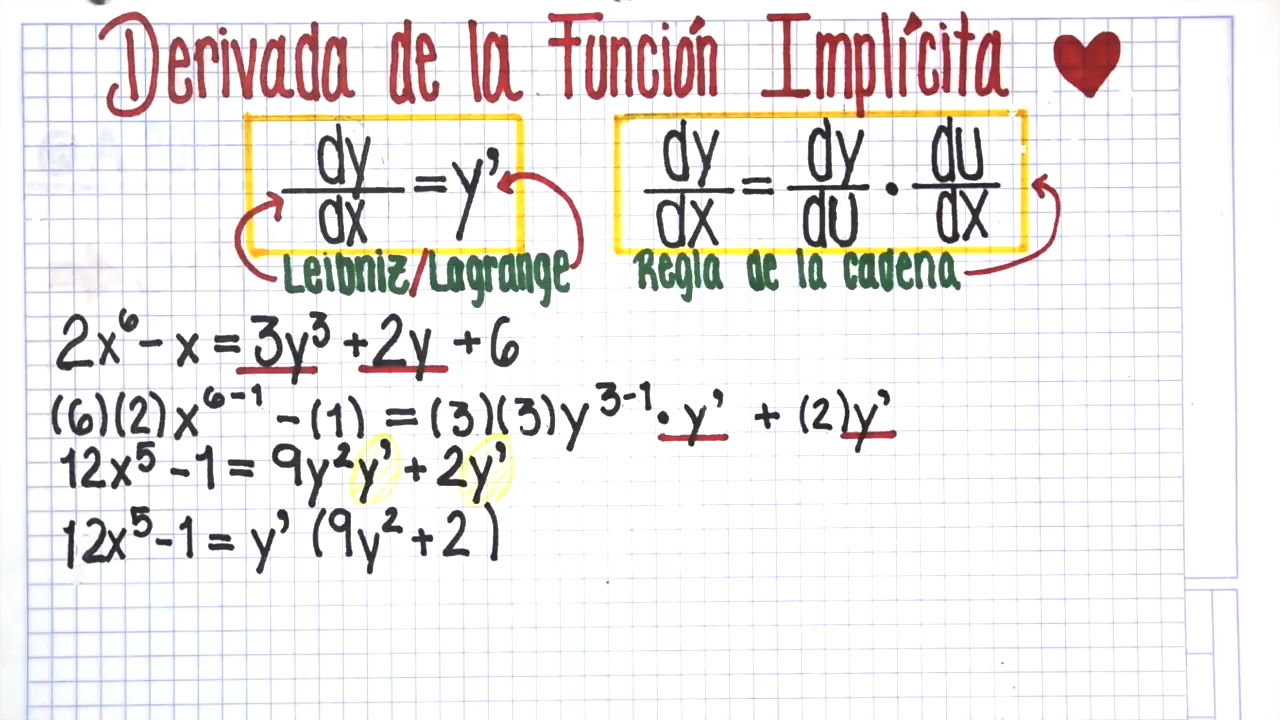 Derivada de la Función Implícita
dy/dx = y'
dy/dx = dy/du · du/dx
Leibniz/Lagrange
Regla de la cadena
2x⁶ - x = 3y³ + 2y + 6
(6)(2)x⁶⁻¹ - (1) = (3)(3)y³⁻¹ · y' + (2)y'
12x⁵ - 1 = 9y²y' + 2y'
12x⁵ - 1 = y' (9y² + 2)